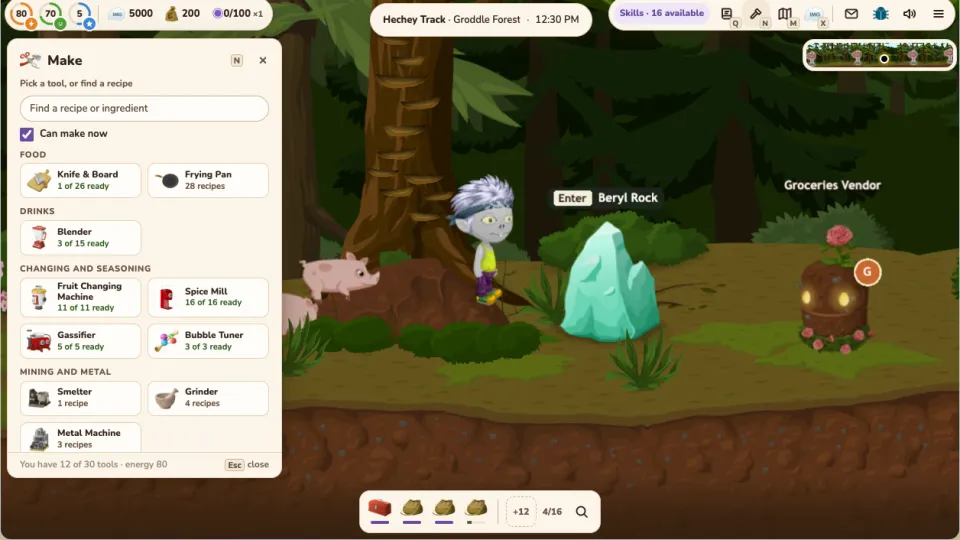 80
70
5
IMG
5000
200
0/100 ×1
Hechey Track · Groddle Forest · 12:30 PM
Skills · 16 available
Q
N
M
IMG
X
Make
N
Pick a tool, or find a recipe
Find a recipe or ingredient
Can make now
FOOD
Knife & Board
1 of 26 ready
Frying Pan
28 recipes
DRINKS
Blender
3 of 15 ready
CHANGING AND SEASONING
Fruit Changing
Machine
11 of 11 ready
Spice Mill
16 of 16 ready
Gassifier
5 of 5 ready
Bubble Tuner
3 of 3 ready
MINING AND METAL
Smelter
1 recipe
Grinder
4 recipes
Metal Machine
3 recipes
You have 12 of 30 tools · energy 80
Esc close
Enter Beryl Rock
Groceries Vendor
G
+12
4/16